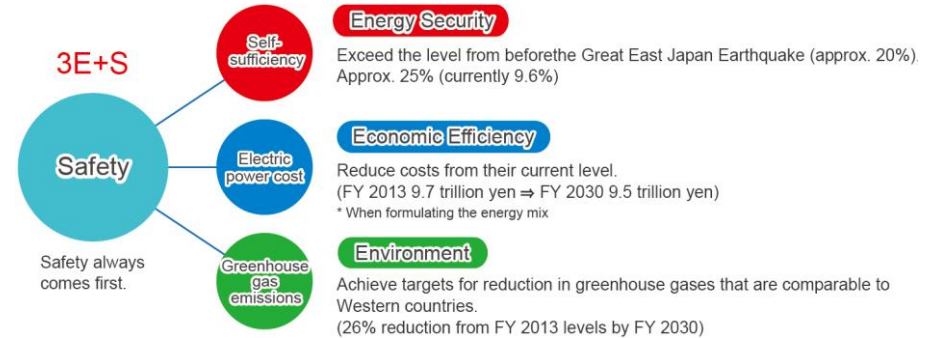 3E+S
Safety
Safety always
comes first.
Self-
sufficiency
Energy Security
Exceed the level from beforethe Great East Japan Earthquake (approx. 20%).
Approx. 25% (currently 9.6%)
Electric
power cost
Economic Efficiency
Reduce costs from their current level.
(FY 2013 9.7 trillion yen ⇒ FY 2030 9.5 trillion yen)
* When formulating the energy mix
Greenhouse
gas
emissions
Environment
Achieve targets for reduction in greenhouse gases that are comparable to
Western countries.
(26% reduction from FY 2013 levels by FY 2030)